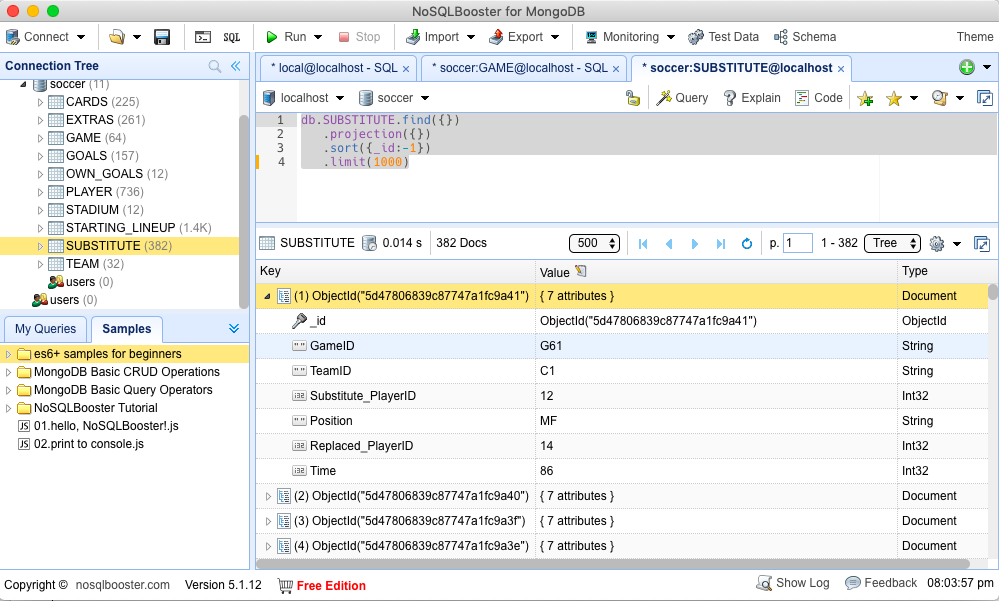 NoSQLBooster for MongoDB
Connect SQL Run Stop Import Export Monitoring Test Data Schema Theme
Connection Tree
soccer (11)
CARDS (225)
EXTRAS (261)
GAME (64)
GOALS (157)
OWN_GOALS (12)
PLAYER (736)
STADIUM (12)
STARTING_LINEUP (1.4K)
SUBSTITUTE (382)
TEAM (32)
users (0)
users (0)
My Queries Samples
es6+ samples for beginners
MongoDB Basic CRUD Operations
MongoDB Basic Query Operators
NoSQLBooster Tutorial
JS 01.hello, NoSQLBooster!.js
JS 02.print to console.js
* local@localhost - SQL × * soccer:GAME@localhost - SQL × * soccer:SUBSTITUTE@localhost ×
localhost soccer Query Explain Code
1 db.SUBSTITUTE.find({})
2 .projection({})
3 .sort({_id:-1})
4 .limit(1000)
SUBSTITUTE 0.014 s 382 Docs 500 p. 1 1 - 382 Tree
Key Value Type
(1) ObjectId("5d47806839c87747a1fc9a41") { 7 attributes } Document
_id ObjectId("5d47806839c87747a1fc9a41") ObjectId
GameID G61 String
TeamID C1 String
Substitute_PlayerID 12 Int32
Position MF String
Replaced_PlayerID 14 Int32
Time 86 Int32
(2) ObjectId("5d47806839c87747a1fc9a40") { 7 attributes } Document
(3) ObjectId("5d47806839c87747a1fc9a3f") { 7 attributes } Document
(4) ObjectId("5d47806839c87747a1fc9a3e") { 7 attributes } Document
Copyright © nosqlbooster.com Version 5.1.12 Free Edition Show Log Feedback 08:03:57 pm